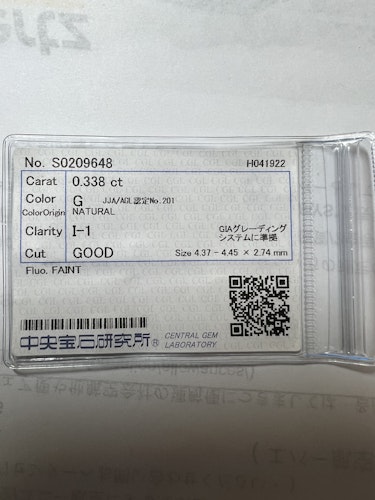 No. S0209648 H041922
Carat 0.338 ct
Color G JJA/AGL認定No.201
ColorOrigin NATURAL
Clarity I-1 GIAグレーディングシステムに準拠
Cut GOOD Size 4.37 - 4.45 × 2.74 mm
Fluo. FAINT
中央宝石研究所® CENTRAL GEM LABORATORY